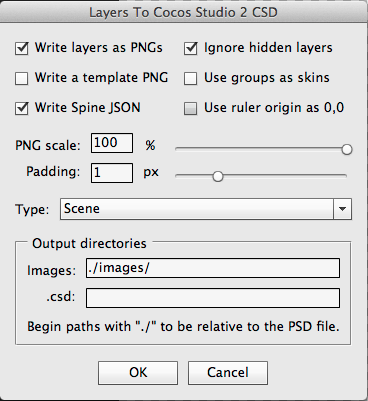 Layers To Cocos Studio 2 CSD
Write layers as PNGs
Ignore hidden layers
Write a template PNG
Use groups as skins
Write Spine JSON
Use ruler origin as 0,0
PNG scale: 100 %
Padding: 1 px
Type: Scene
Output directories
Images: ./images/
.csd:
Begin paths with "./" to be relative to the PSD file.
OK
Cancel